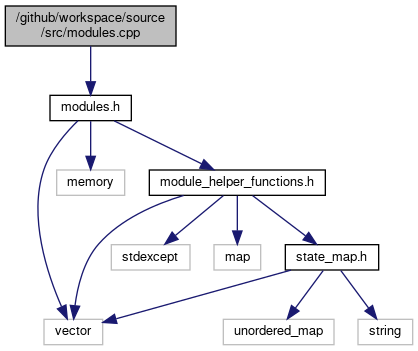 /github/workspace/source
/src/modules.cpp
modules.h
memory
module_helper_functions.h
stdexcept
map
state_map.h
vector
unordered_map
string